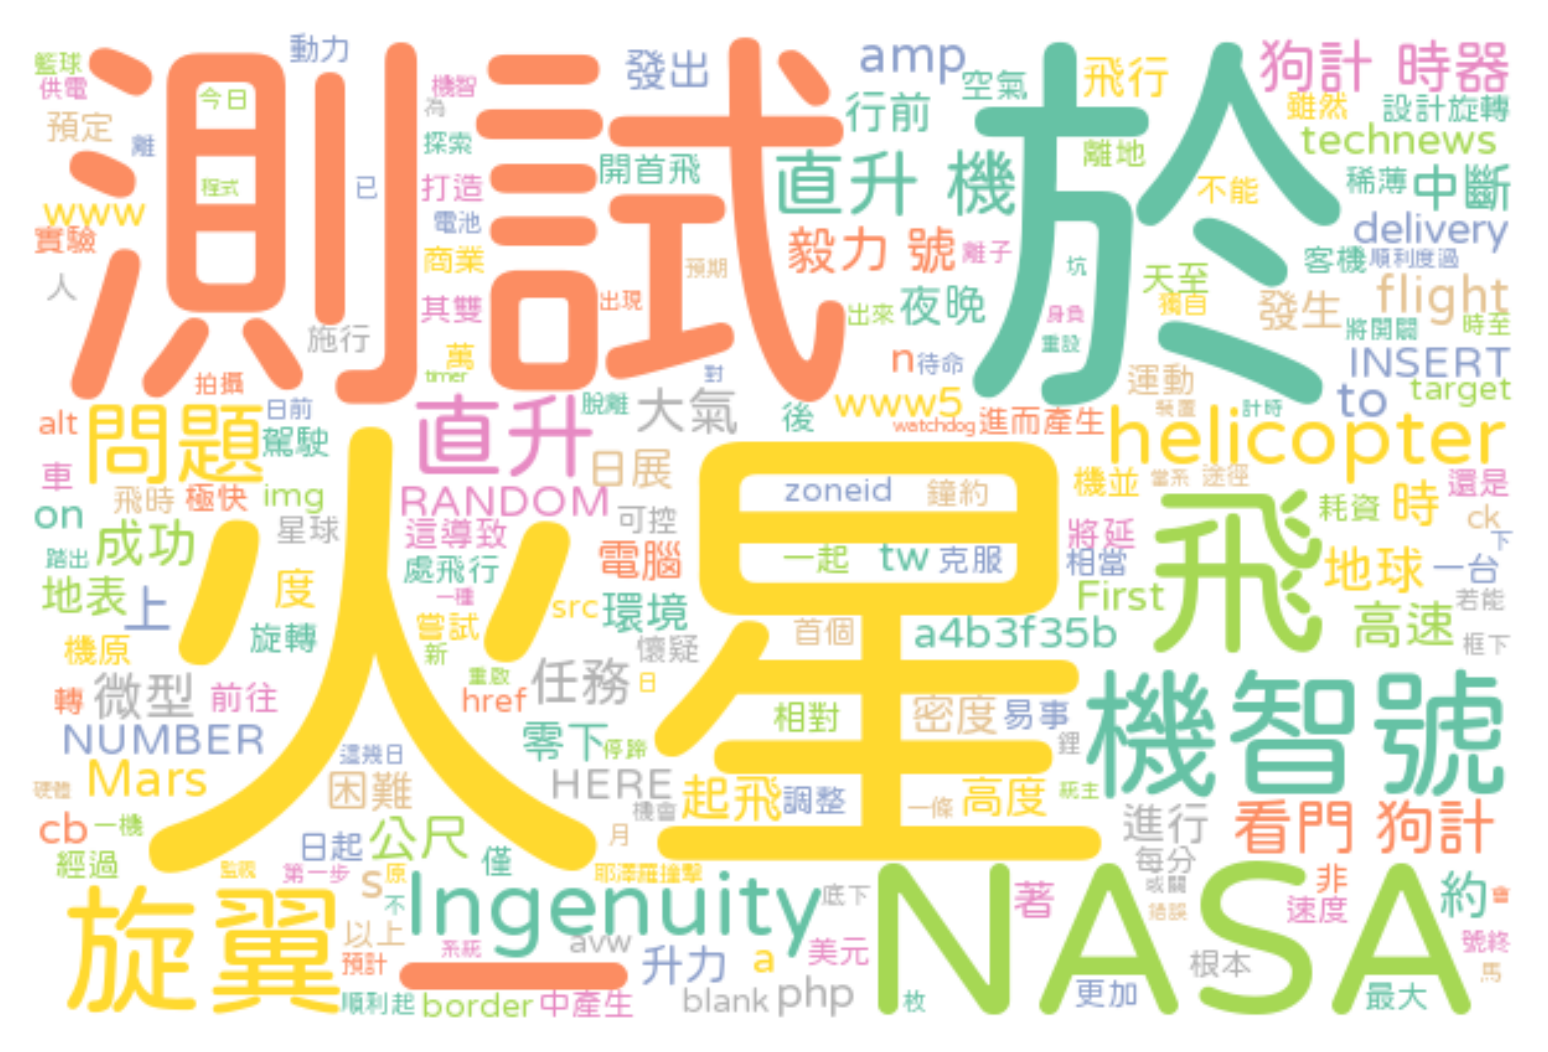 籃球 動力 機智 發出 amp 空氣 飛行 狗計 時器
供電 今日 為 行前 雖然 設計旋轉
預定 離 探索 測試 於 離地 technews
程式 已 打造 開首飛 直升 機 不能 稀薄 中斷
www 電池 delivery
實驗 商業 預期 毅力 號 離子 坑 天至 客機 順利度過
人 其雙 出現 出來 夜晚 身負 獨自 發生 flight
施行 萬 重設 將開闢 時至
拍攝 timer 對 n 待命 運動 INSERT
alt 問題 日前 直升 脫離 大氣 後 www5 watchdog 進而產生 裝置 計時 to target
駕駛 helicopter
車 日展 zoneid 鐘約 機並 當系 途徑 還是
飛時 極快 img RANDOM 可控 飛 耗資 時 ck
on 星球 這導致 將延 下
踏出 成功 處飛行 電腦 一起 tw 克服 相當 地球 一台
地表 上 度 一種 src 環境 First 高速 若能
機原 旋轉 嘗試 新 懷疑 首個 a4b3f35b 框下
轉 微型 前往 重啟 href 任務 日 火星 密度 易事 機智號
NUMBER 這幾日 零下 停蹄 相對 鋰
硬體 Mars 困難 HERE 機會 起飛 調整 一條 高度 統主
cb 一機 日起 公尺 月 進行 看門 狗計
經過 監視 第一步 原 僅 耶澤羅撞擊 每分
旋翼 s 不 Ingenuity 底下 NASA 著 或關 錯誤 非 速度 約 會
以上 系統 avw 升力 a 美元 根本 號終
預計 一 馬
順利起 border 中產生 blank php 枚 更加 最大